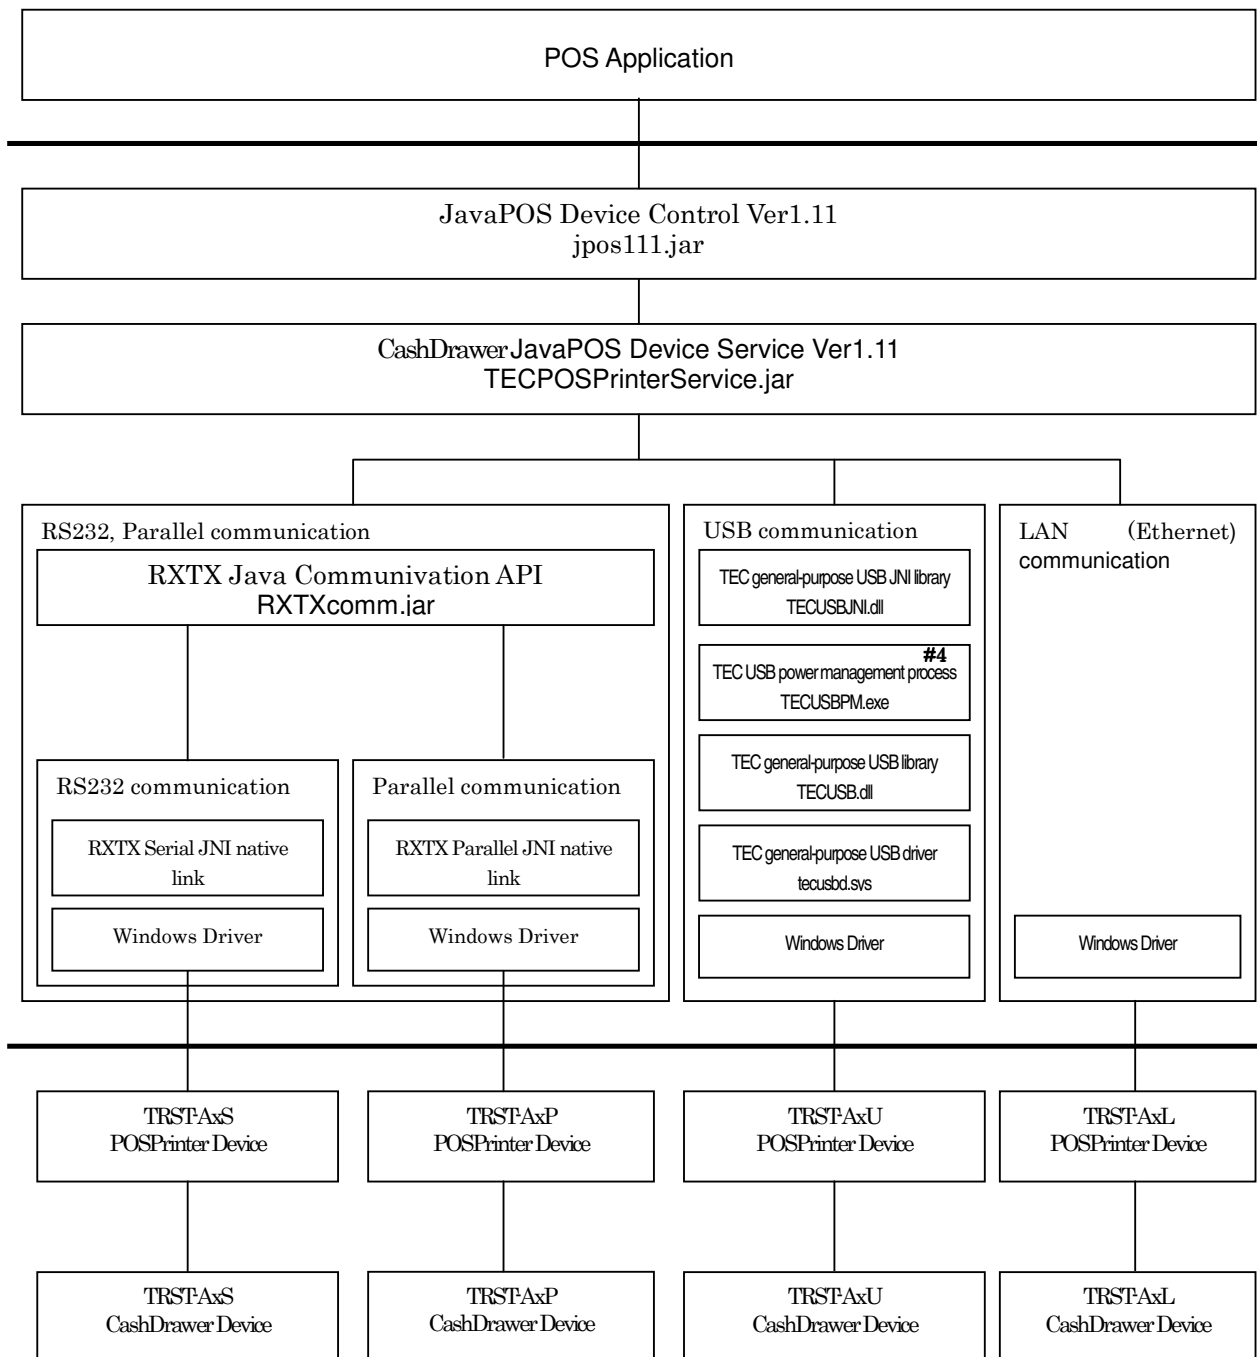 POS Application
JavaPOS Device Control Ver1.11
jpos111.jar
CashDrawer JavaPOS Device Service Ver1.11
TECPOSPrinterService.jar
RS232, Parallel communication
RXTX Java Communivation API
RXTXcomm.jar
RS232 communication
RXTX Serial JNI native
link
Windows Driver
Parallel communication
RXTX Parallel JNI native
link
Windows Driver
USB communication
TEC general-purpose USB JNI library
TECUSBJNI.dll
#4
TEC USB power management process
TECUSBPM.exe
TEC general-purpose USB library
TECUSB.dll
TEC general-purpose USB driver
tecusbd.sys
Windows Driver
LAN (Ethernet)
communication
Windows Driver
TRST-AxS
POSPrinter Device
TRST-AxP
POSPrinter Device
TRST-AxU
POSPrinter Device
TRST-AxL
POSPrinter Device
TRST-AxS
CashDrawer Device
TRST-AxP
CashDrawer Device
TRST-AxU
CashDrawer Device
TRST-AxL
CashDrawer Device